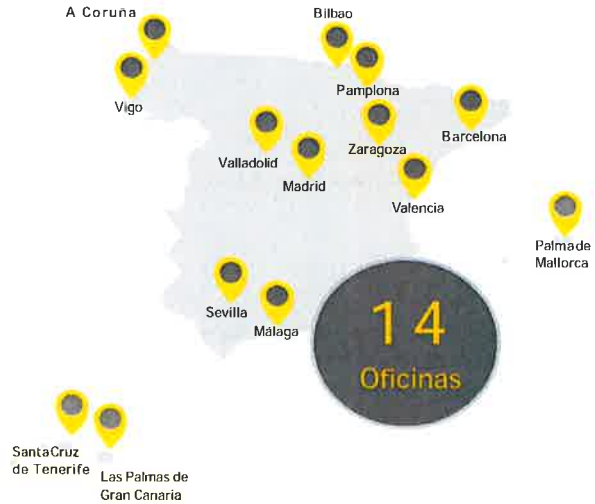 A Coruña
Bilbao
Vigo
Pamplona
Barcelona
Zaragoza
Valladolid
Madrid
Valencia
Palma de
Mallorca
Sevilla
Málaga
14
Oficinas
Santa Cruz
de Tenerife
Las Palmas de
Gran Canaria